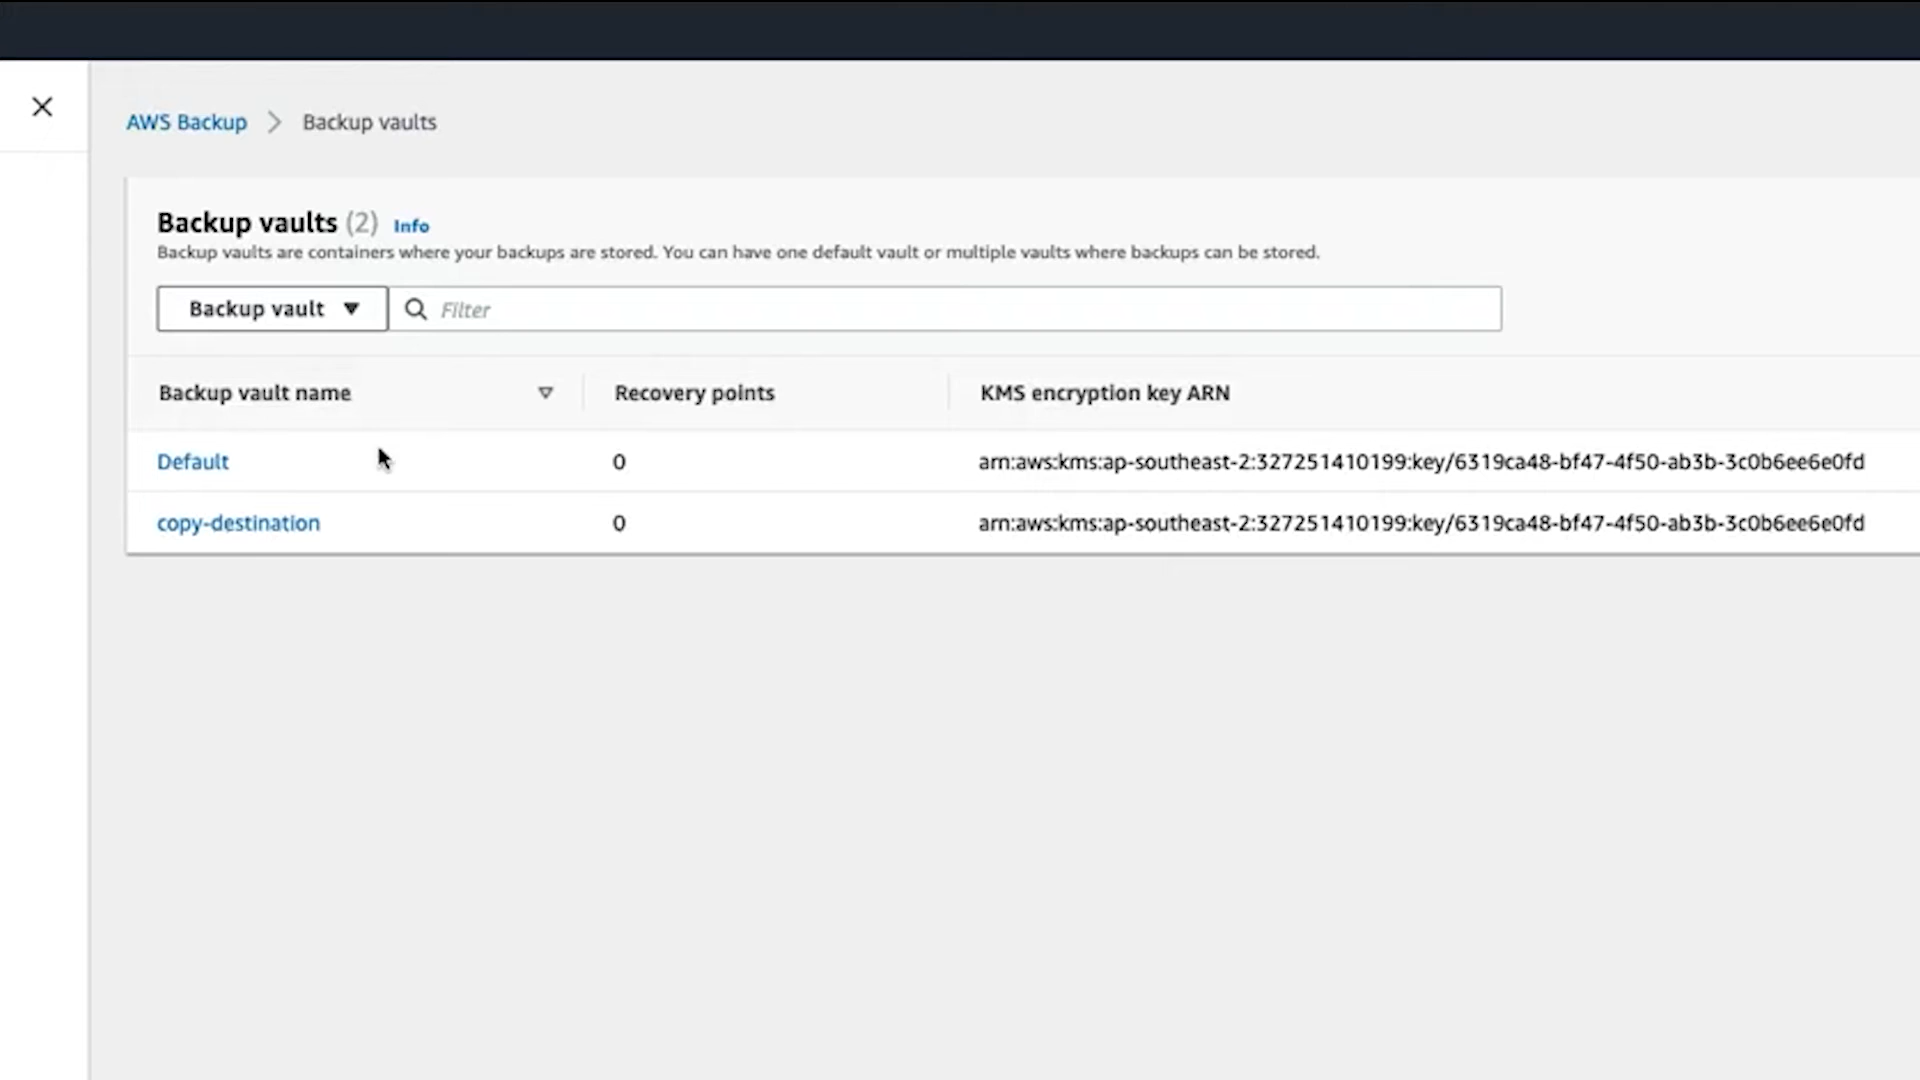 AWS Backup > Backup vaults
Backup vaults (2) Info
Backup vaults are containers where your backups are stored. You can have one default vault or multiple vaults where backups can be stored.
Backup vault ▼ Filter
Backup vault name Recovery points KMS encryption key ARN
Default 0 arn:aws:kms:ap-southeast-2:327251410199:key/6319ca48-bf47-4f50-ab3b-3c0b6ee6e0fd
copy-destination 0 arn:aws:kms:ap-southeast-2:327251410199:key/6319ca48-bf47-4f50-ab3b-3c0b6ee6e0fd